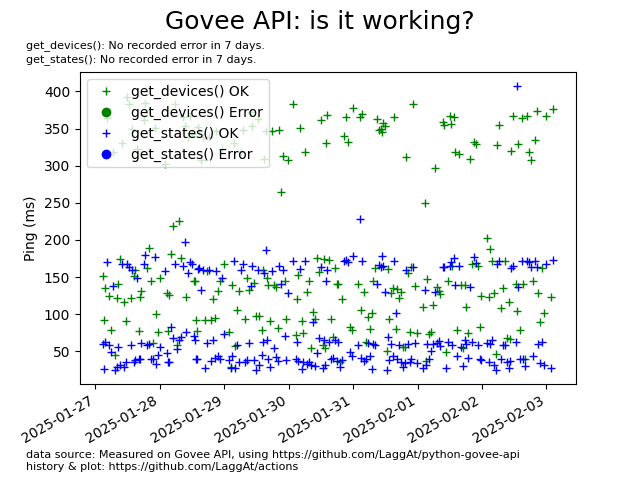 Govee API: is it working?
get_devices(): No recorded error in 7 days.
get_states(): No recorded error in 7 days.
get_devices() OK
get_devices() Error
get_states() OK
get_states() Error
Ping (ms)
400
350
300
250
200
150
100
50
2025-01-27
2025-01-28
2025-01-29
2025-01-30
2025-01-31
2025-02-01
2025-02-02
2025-02-03
data source: Measured on Govee API, using https://github.com/LaggAt/python-govee-api
history & plot: https://github.com/LaggAt/actions